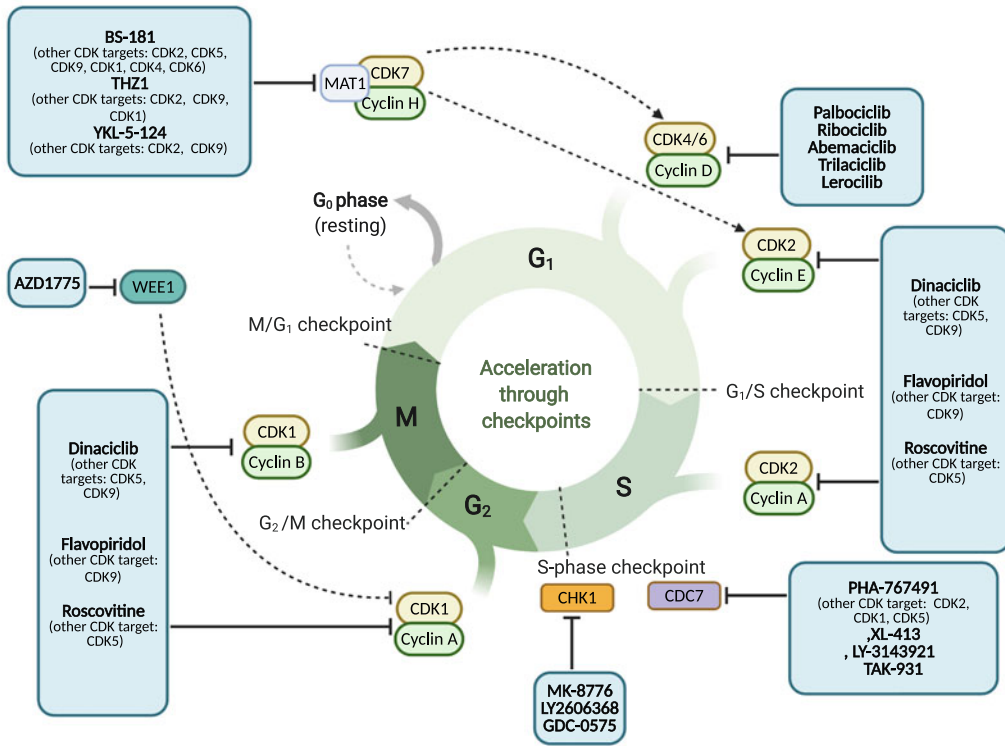 BS-181
(other CDK targets: CDK2, CDK5,
CDK9, CDK1, CDK4, CDK6)
THZ1
(other CDK targets: CDK2, CDK9,
CDK1)
YKL-5-124
(other CDK targets: CDK2, CDK9)
MAT1
CDK7
Cyclin H
CDK4/6
Cyclin D
Palbociclib
Ribociclib
Abemaciclib
Trilaciclib
Lerocilib
G₀ phase
(resting)
G₁
CDK2
Cyclin E
AZD1775
WEE1
Dinaciclib
(other CDK
targets: CDK5,
CDK9)
Flavopiridol
(other CDK target:
CDK9)
Roscovitine
(other CDK target:
CDK5)
M/G₁ checkpoint
Acceleration
through
checkpoints
G₁/S checkpoint
M
CDK1
Cyclin B
Dinaciclib
(other CDK
targets: CDK5,
CDK9)
Flavopiridol
(other CDK target:
CDK9)
Roscovitine
(other CDK target:
CDK5)
CDK2
Cyclin A
S
G₂
G₂/M checkpoint
S-phase checkpoint
CHK1
CDC7
CDK1
Cyclin A
PHA-767491
(other CDK target: CDK2,
CDK1, CDK5)
,XL-413
, LY-3143921
TAK-931
MK-8776
LY2606368
GDC-0575